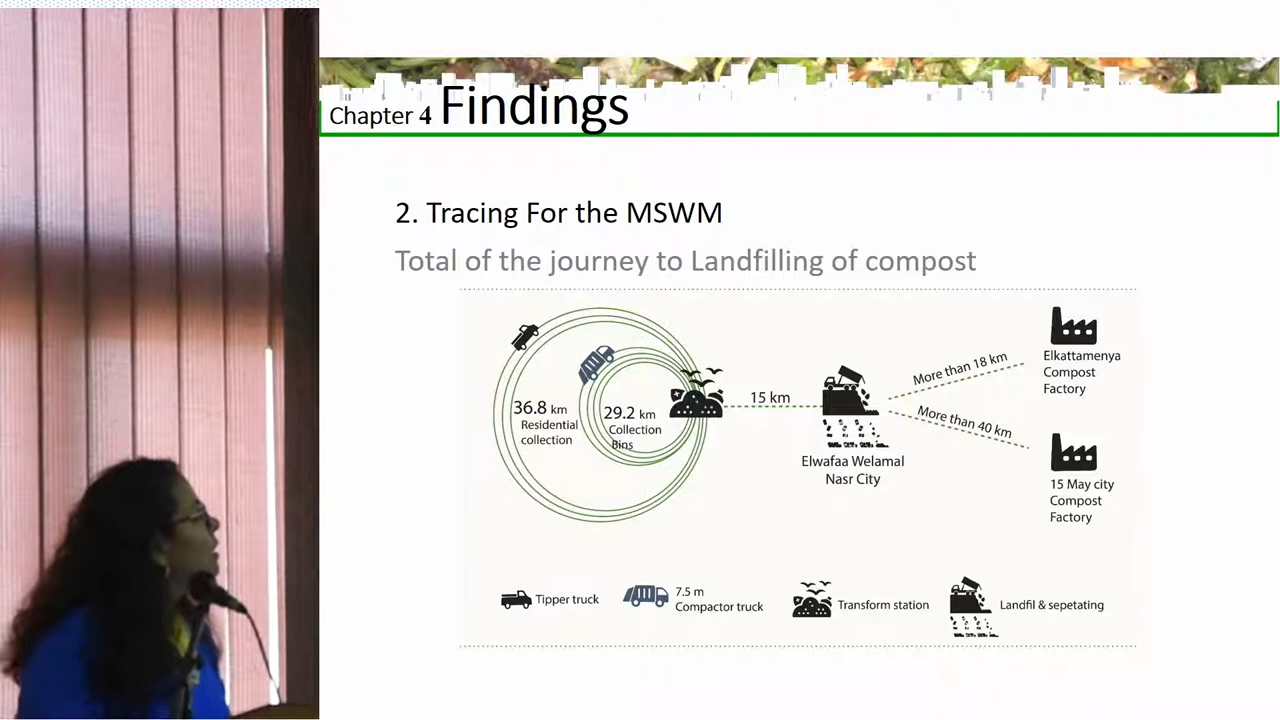 Chapter 4 Findings
2. Tracing For the MSWM
Total of the journey to Landfilling of compost
36.8 km
Residential
collection
29.2 km
Collection
Bins
15 km
Elwafaa Welamal
Nasr City
More than 18 km
More than 40 km
Elkattamenya
Compost
Factory
15 May city
Compost
Factory
Tipper truck
7.5 m
Compactor truck
Transform station
Landfil & sepetating